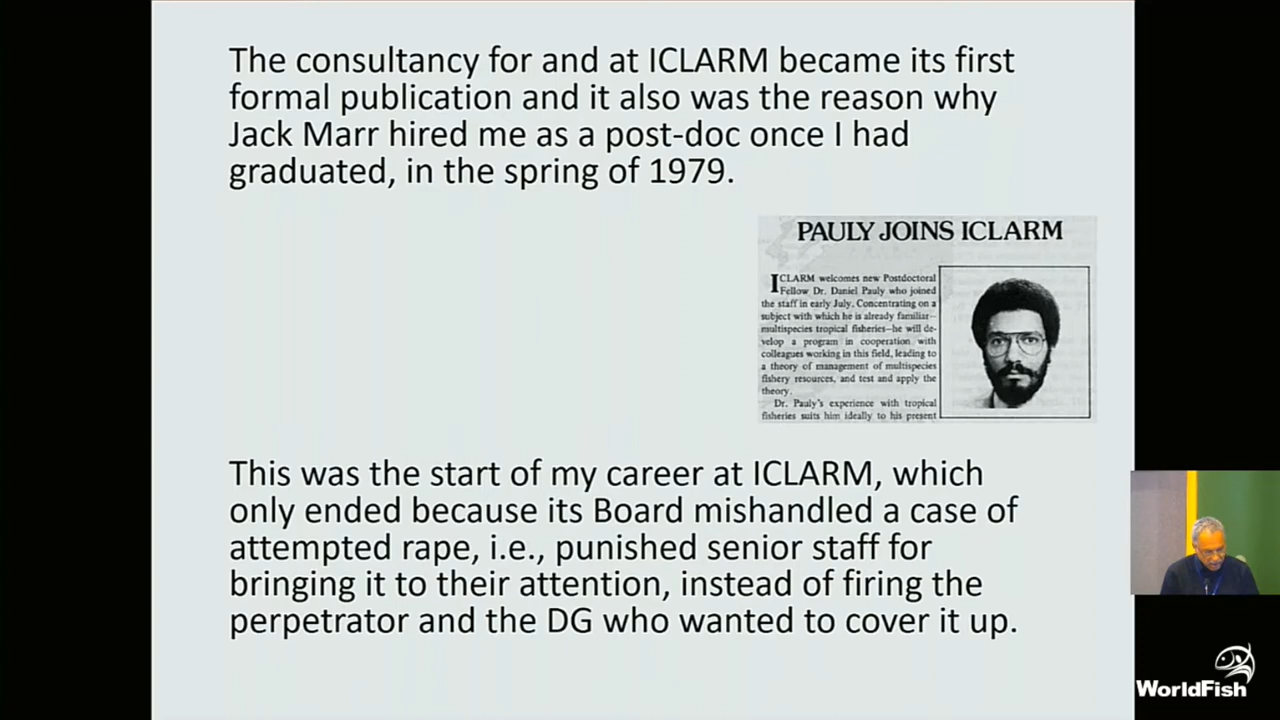 The consultancy for and at ICLARM became its first
formal publication and it also was the reason why
Jack Marr hired me as a post-doc once I had
graduated, in the spring of 1979.
PAULY JOINS ICLARM
ICLARM welcomes new Postdoctoral
Fellow Dr. Daniel Pauly who joined
the staff in early July. Concentrating on a
subject with which he is already familiar—
multispecies tropical fisheries—he will de-
velop a program in cooperation with
colleagues working in this field, leading to
a theory of management of multispecies
fishery resources, and test and apply the
theory.
Dr. Pauly's experience with tropical
fisheries suits him ideally to his present
This was the start of my career at ICLARM, which
only ended because its Board mishandled a case of
attempted rape, i.e., punished senior staff for
bringing it to their attention, instead of firing the
perpetrator and the DG who wanted to cover it up.
WorldFish